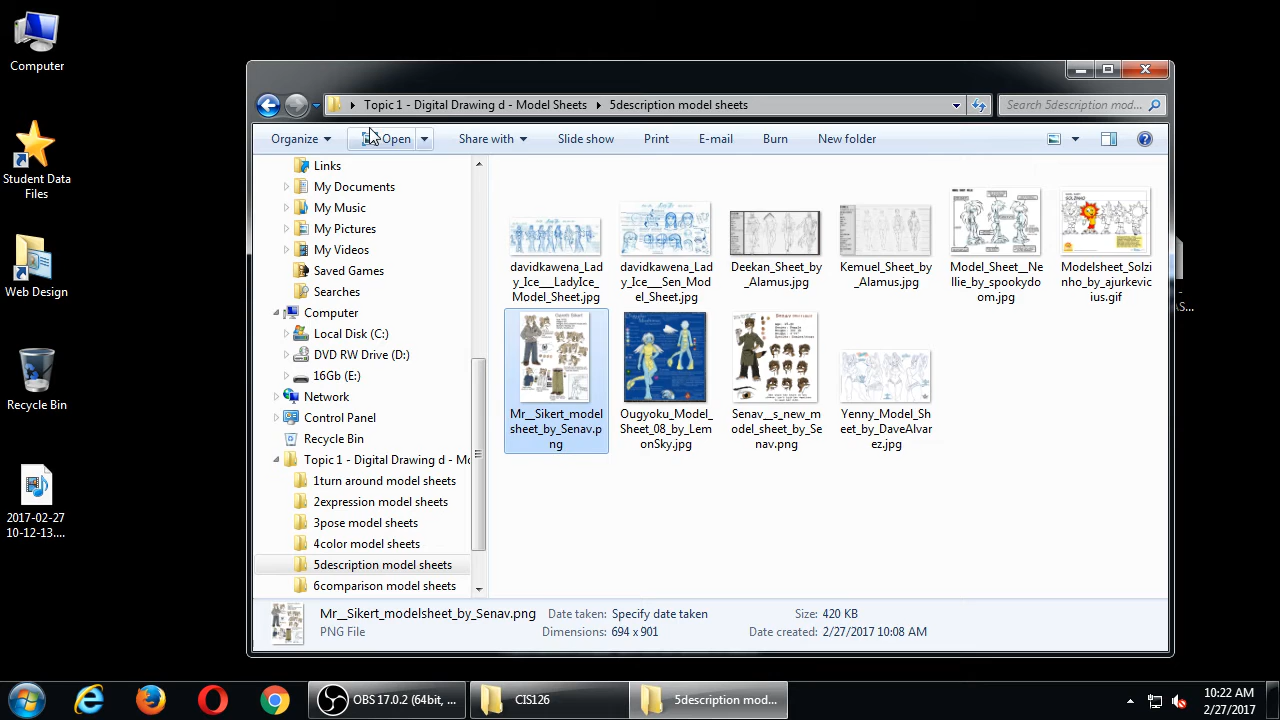 Computer
Student Data
Files
Web Design
Recycle Bin
2017-02-27
10-12-13....
Topic 1 - Digital Drawing d - Model Sheets
5description model sheets
Search 5description mod...
Organize
Open
Share with
Slide show
Print
E-mail
Burn
New folder
Links
My Documents
My Music
My Pictures
My Videos
Saved Games
Searches
Computer
Local Disk (C:)
DVD RW Drive (D:)
16Gb (E:)
Network
Control Panel
Recycle Bin
Topic 1 - Digital Drawing d - Mo
1turn around model sheets
2expression model sheets
3pose model sheets
4color model sheets
5description model sheets
6comparison model sheets
davidkawena_Lad
y_Ice___LadyIce_
Model_Sheet.jpg
davidkawena_Lad
y_Ice___Sen_Mod
el_Sheet.jpg
Deekan_Sheet_by
_Alamus.jpg
Kemuel_Sheet_by
_Alamus.jpg
Model_Sheet__Ne
llie_by_spookydo
om.jpg
Modelsheet_Solzi
nho_by_ajurkevic
ius.gif
Mr__Sikert_model
sheet_by_Senav.p
ng
Ougyoku_Model_
Sheet_08_by_Lem
onSky.jpg
Senav__s_new_m
odel_sheet_by_Se
nav.png
Yenny_Model_Sh
eet_by_DaveAlvar
ez.jpg
Mr__Sikert_modelsheet_by_Senav.png
PNG File
Date taken: Specify date taken
Dimensions: 694 x 901
Size: 420 KB
Date created: 2/27/2017 10:08 AM
OBS 17.0.2 (64bit, ...
CIS126
5description mod...
10:22 AM
2/27/2017